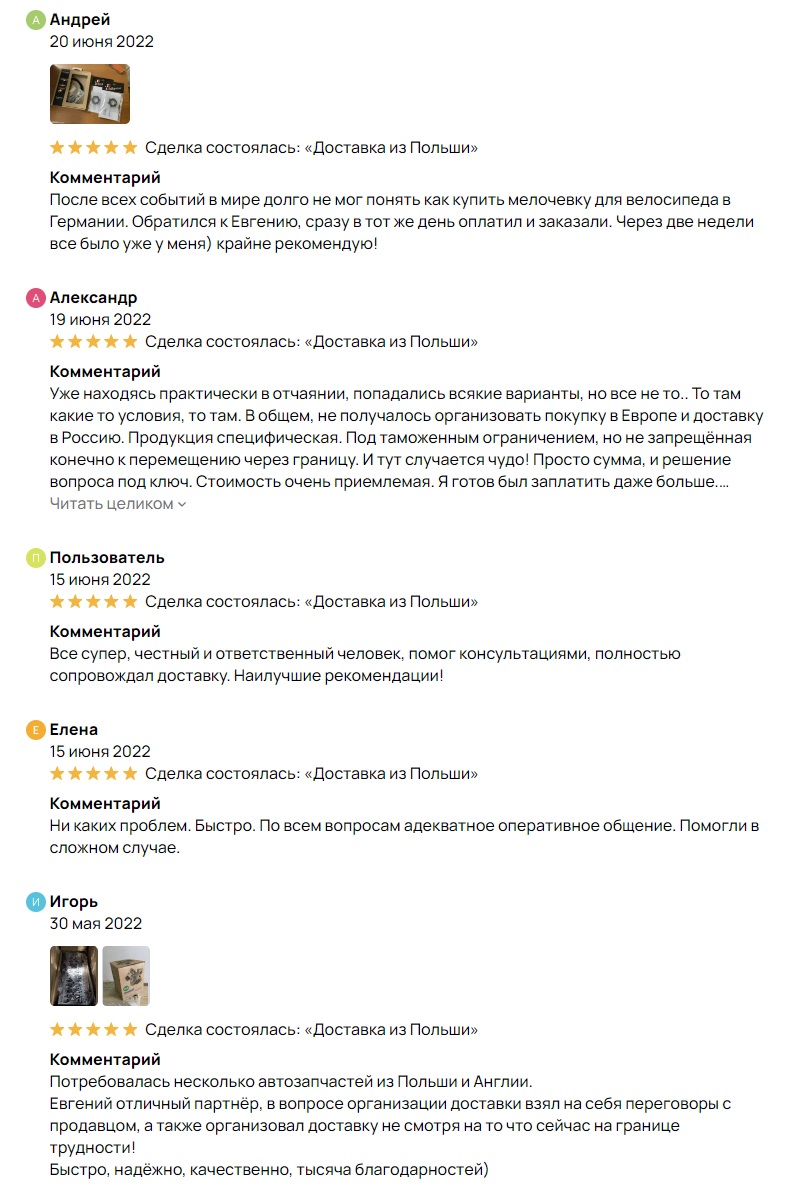 А Андрей
20 июня 2022
Сделка состоялась: «Доставка из Польши»
Комментарий
После всех событий в мире долго не мог понять как купить мелочевку для велосипеда в
Германии. Обратился к Евгению, сразу в тот же день оплатил и заказали. Через две недели
все было уже у меня) крайне рекомендую!
А Александр
19 июня 2022
Сделка состоялась: «Доставка из Польши»
Комментарий
Уже находясь практически в отчаянии, попадались всякие варианты, но все не то.. То там
какие то условия, то там. В общем, не получалось организовать покупку в Европе и доставку
в Россию. Продукция специфическая. Под таможенным ограничением, но не запрещённая
конечно к перемещению через границу. И тут случается чудо! Просто сумма, и решение
вопроса под ключ. Стоимость очень приемлемая. Я готов был заплатить даже больше....
Читать целиком
П Пользователь
15 июня 2022
Сделка состоялась: «Доставка из Польши»
Комментарий
Все супер, честный и ответственный человек, помог консультациями, полностью
сопровождал доставку. Наилучшие рекомендации!
Е Елена
15 июня 2022
Сделка состоялась: «Доставка из Польши»
Комментарий
Ни каких проблем. Быстро. По всем вопросам адекватное оперативное общение. Помогли в
сложном случае.
И Игорь
30 мая 2022
Сделка состоялась: «Доставка из Польши»
Комментарий
Потребовалась несколько автозапчастей из Польши и Англии.
Евгений отличный партнёр, в вопросе организации доставки взял на себя переговоры с
продавцом, а также организовал доставку не смотря на то что сейчас на границе
трудности!
Быстро, надёжно, качественно, тысяча благодарностей)